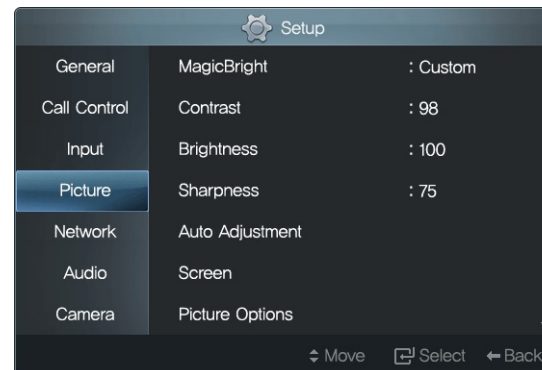 Setup
General MagicBright : Custom
Call Control Contrast : 98
Input Brightness : 100
Picture Sharpness : 75
Network Auto Adjustment
Audio Screen
Camera Picture Options
Move Select Back